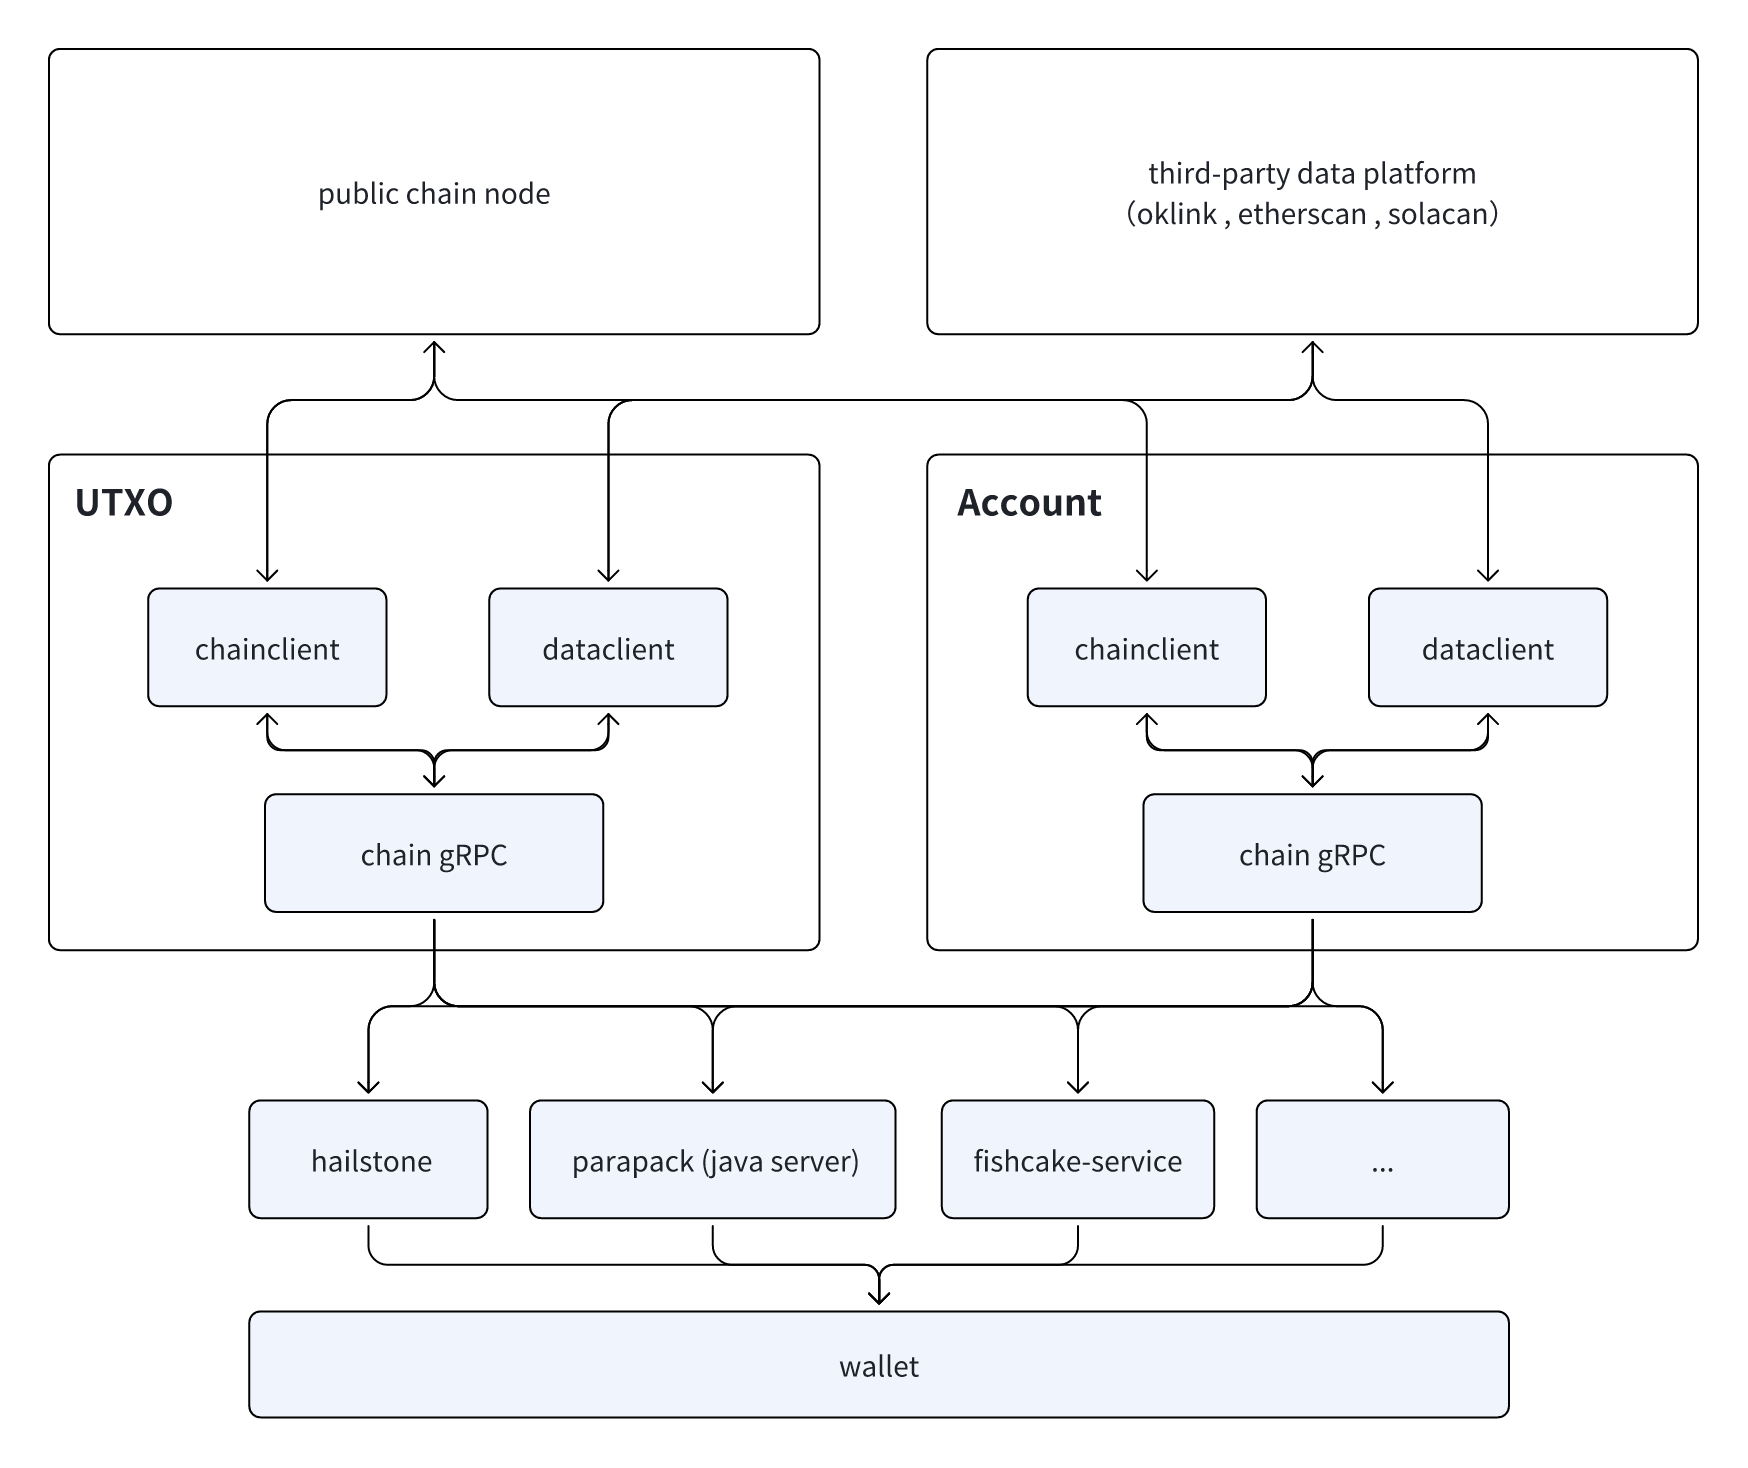 public chain node
third-party data platform
（oklink , etherscan , solacan）
UTXO
Account
chainclient
dataclient
chainclient
dataclient
chain gRPC
chain gRPC
hailstone
parapack (java server)
fishcake-service
...
wallet